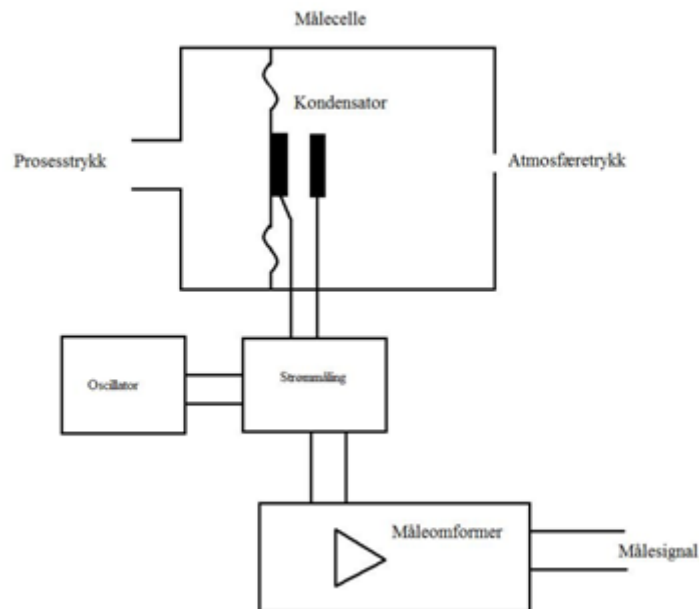 Målecelle
Kondensator
Prosesstrykk
Atmosfæretrykk
Strømmåling
Oscillator
Måleomformer
Målesignal